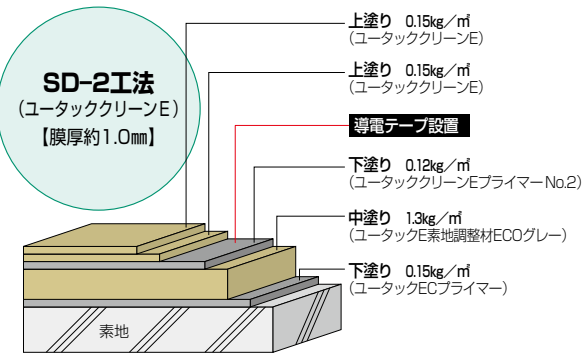 SD-2工法
(ユータッククリーンE)
【膜厚約1.0㎜】
上塗り 0.15kg／㎡
(ユータッククリーンE)
上塗り 0.15kg／㎡
(ユータッククリーンE)
導電テープ設置
下塗り 0.12kg／㎡
(ユータッククリーンEプライマーNo.2)
中塗り 1.3kg／㎡
(ユータックE素地調整材ECOグレー)
下塗り 0.15kg／㎡
(ユータックECプライマー)
素地